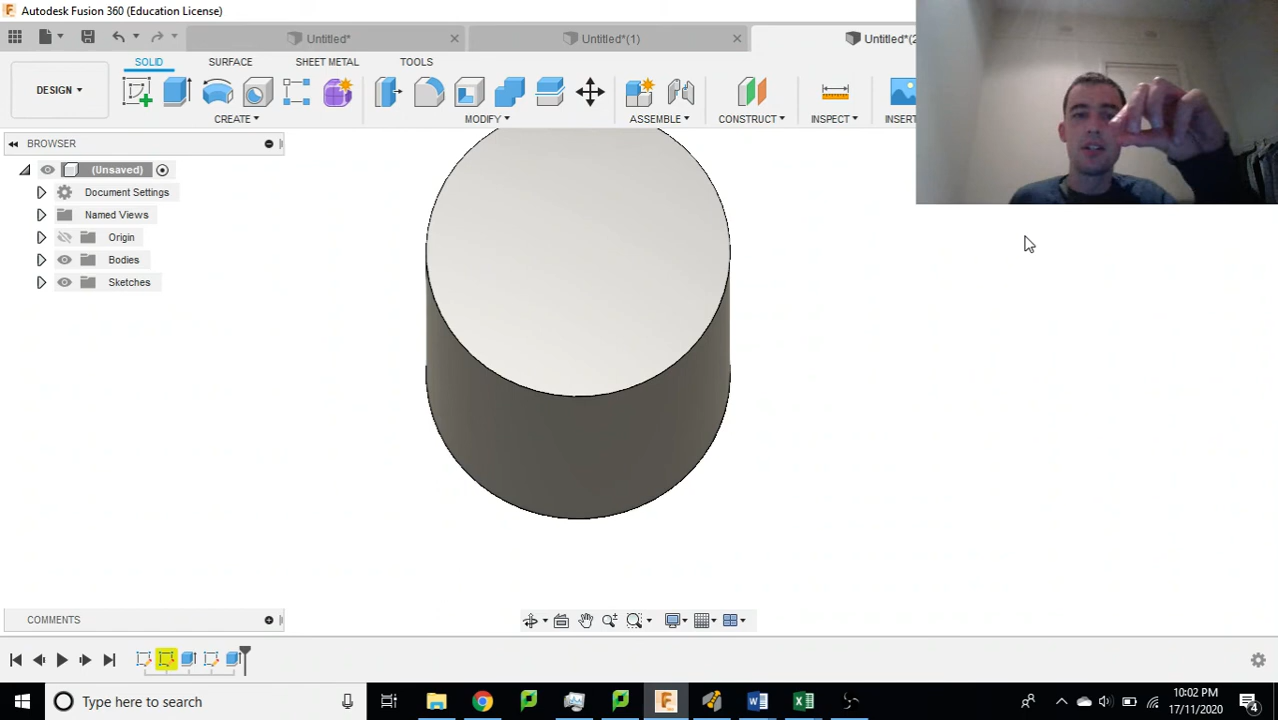 Autodesk Fusion 360 (Education License)
Untitled*
Untitled*(1)
Untitled*(2
SOLID
SURFACE
SHEET METAL
TOOLS
DESIGN
CREATE
MODIFY
ASSEMBLE
CONSTRUCT
INSPECT
INSERT
BROWSER
(Unsaved)
Document Settings
Named Views
Origin
Bodies
Sketches
COMMENTS
Type here to search
10:02 PM
17/11/2020
4